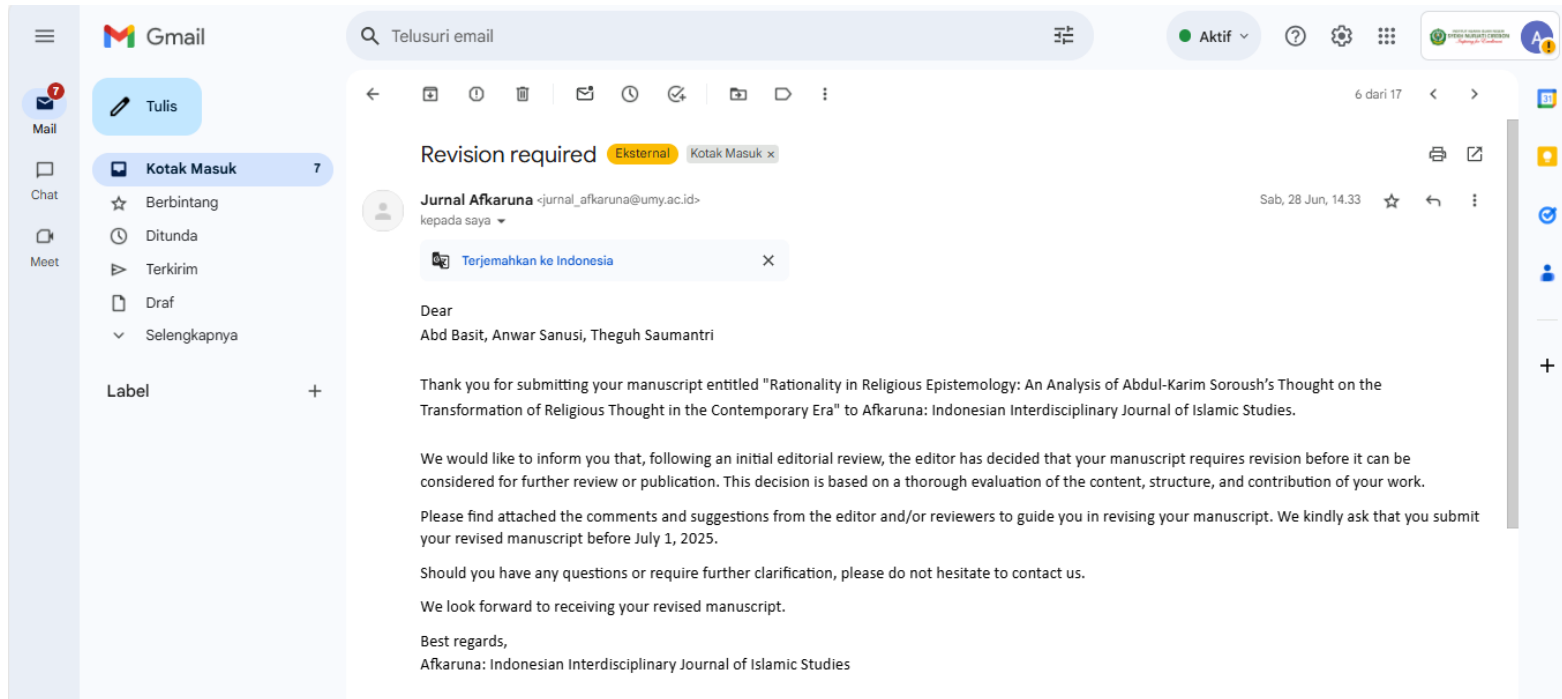 Gmail
Telusuri email
Aktif
7
Mail
Tulis
6 dari 17
31
Kotak Masuk 7
Chat
Berbintang
Meet
Ditunda
Terkirim
Draf
Selengkapnya
Label
Revision required Eksternal Kotak Masuk ×
Jurnal Afkaruna <jurnal_afkaruna@umy.ac.id>
Sab, 28 Jun, 14.33
kepada saya
Terjemahkan ke Indonesia
Dear
Abd Basit, Anwar Sanusi, Theguh Saumantri
Thank you for submitting your manuscript entitled "Rationality in Religious Epistemology: An Analysis of Abdul-Karim Soroush’s Thought on the
Transformation of Religious Thought in the Contemporary Era" to Afkaruna: Indonesian Interdisciplinary Journal of Islamic Studies.
We would like to inform you that, following an initial editorial review, the editor has decided that your manuscript requires revision before it can be
considered for further review or publication. This decision is based on a thorough evaluation of the content, structure, and contribution of your work.
Please find attached the comments and suggestions from the editor and/or reviewers to guide you in revising your manuscript. We kindly ask that you submit
your revised manuscript before July 1, 2025.
Should you have any questions or require further clarification, please do not hesitate to contact us.
We look forward to receiving your revised manuscript.
Best regards,
Afkaruna: Indonesian Interdisciplinary Journal of Islamic Studies